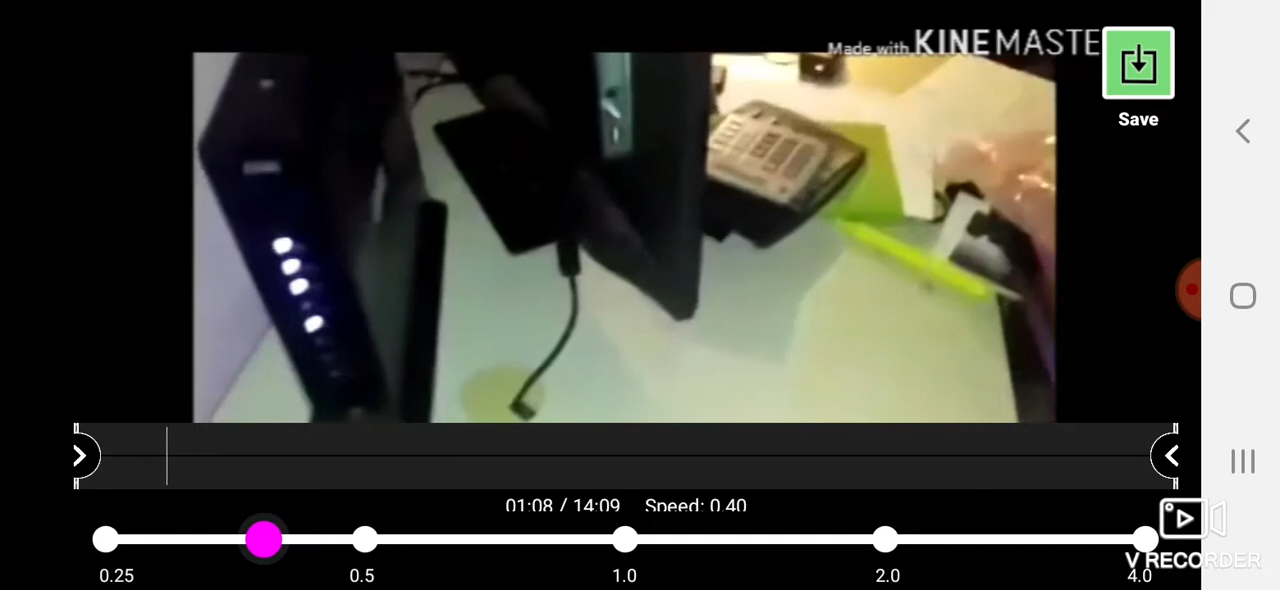 Made with KINEMASTE
Save
01:08 / 14:09 Speed: 0.40
0.25 0.5 1.0 2.0 4.0
V RECORDER